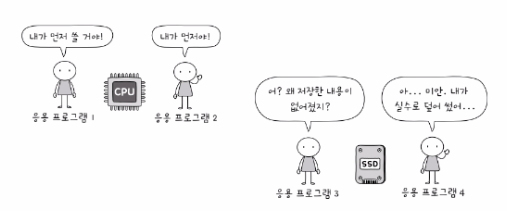 내가 먼저 쓸 거야!
내가 먼저야!
CPU
응용 프로그램 1
응용 프로그램 2
어? 왜 저장한 내용이
없어졌지?
아... 미안. 내가
실수로 덮어 썼어...
SSD
응용 프로그램 3
응용 프로그램 4